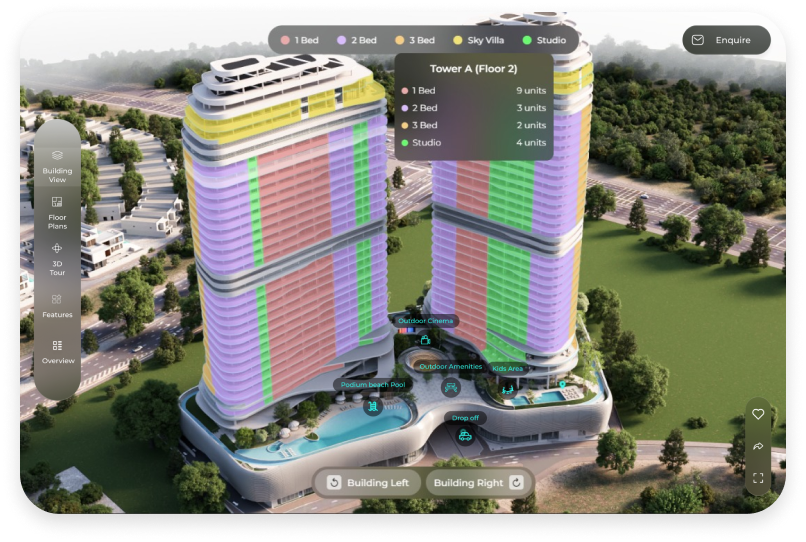 1 Bed 2 Bed 3 Bed Sky Villa Studio
Enquire
Tower A (Floor 2)
1 Bed 9 units
2 Bed 3 units
3 Bed 2 units
Studio 4 units
Building
View
Floor
Plans
3D
Tour
Features
Overview
Outdoor Cinema
Outdoor Amenities
Kids Area
Podium beach Pool
Drop off
Building Left
Building Right